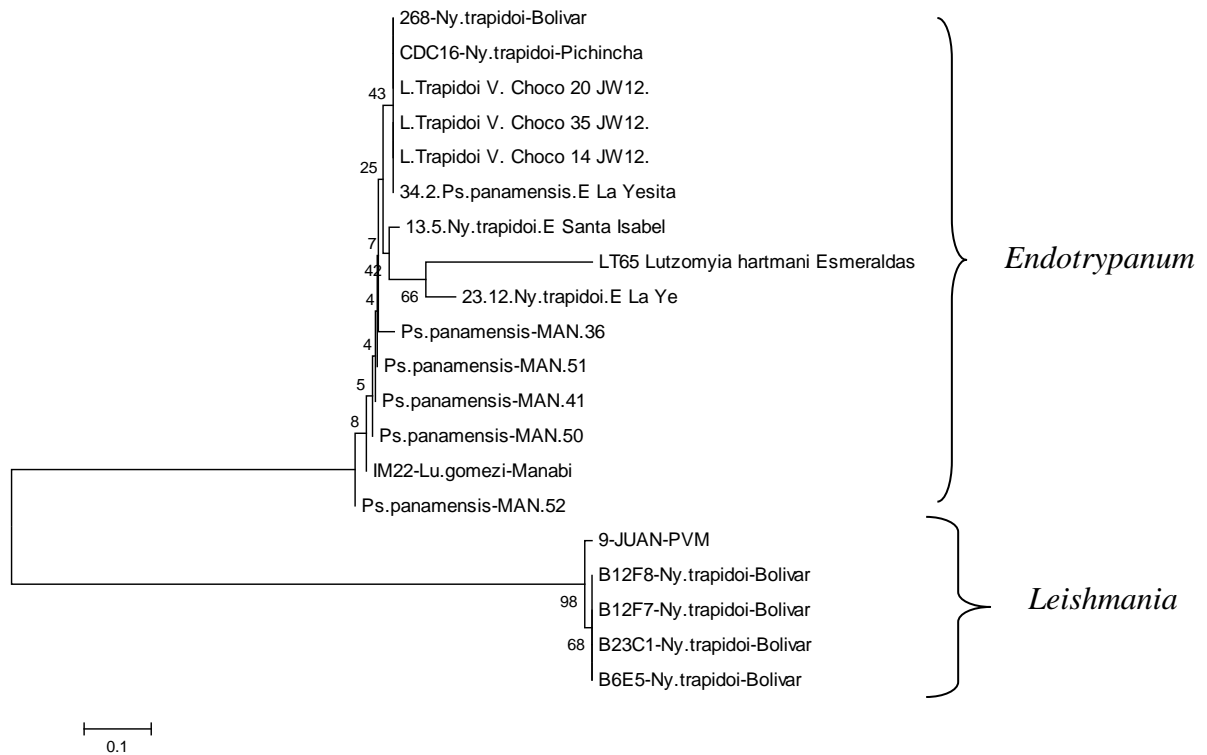 268-Ny.trapidoi-Bolivar
CDC16-Ny.trapidoi-Pichincha
L.Trapidoi V. Choco 20 JW12.
43
L.Trapidoi V. Choco 35 JW12.
L.Trapidoi V. Choco 14 JW12.
25
34.2.Ps.panamensis.E La Yesita
13.5.Ny.trapidoi.E Santa Isabel
7
LT65 Lutzomyia hartmani Esmeraldas
Endotrypanum
42
66
23.12.Ny.trapidoi.E La Ye
4
Ps.panamensis-MAN.36
4
Ps.panamensis-MAN.51
5
Ps.panamensis-MAN.41
8
Ps.panamensis-MAN.50
IM22-Lu.gomezi-Manabi
Ps.panamensis-MAN.52
9-JUAN-PVM
B12F8-Ny.trapidoi-Bolivar
98
B12F7-Ny.trapidoi-Bolivar
Leishmania
68
B23C1-Ny.trapidoi-Bolivar
B6E5-Ny.trapidoi-Bolivar
0.1